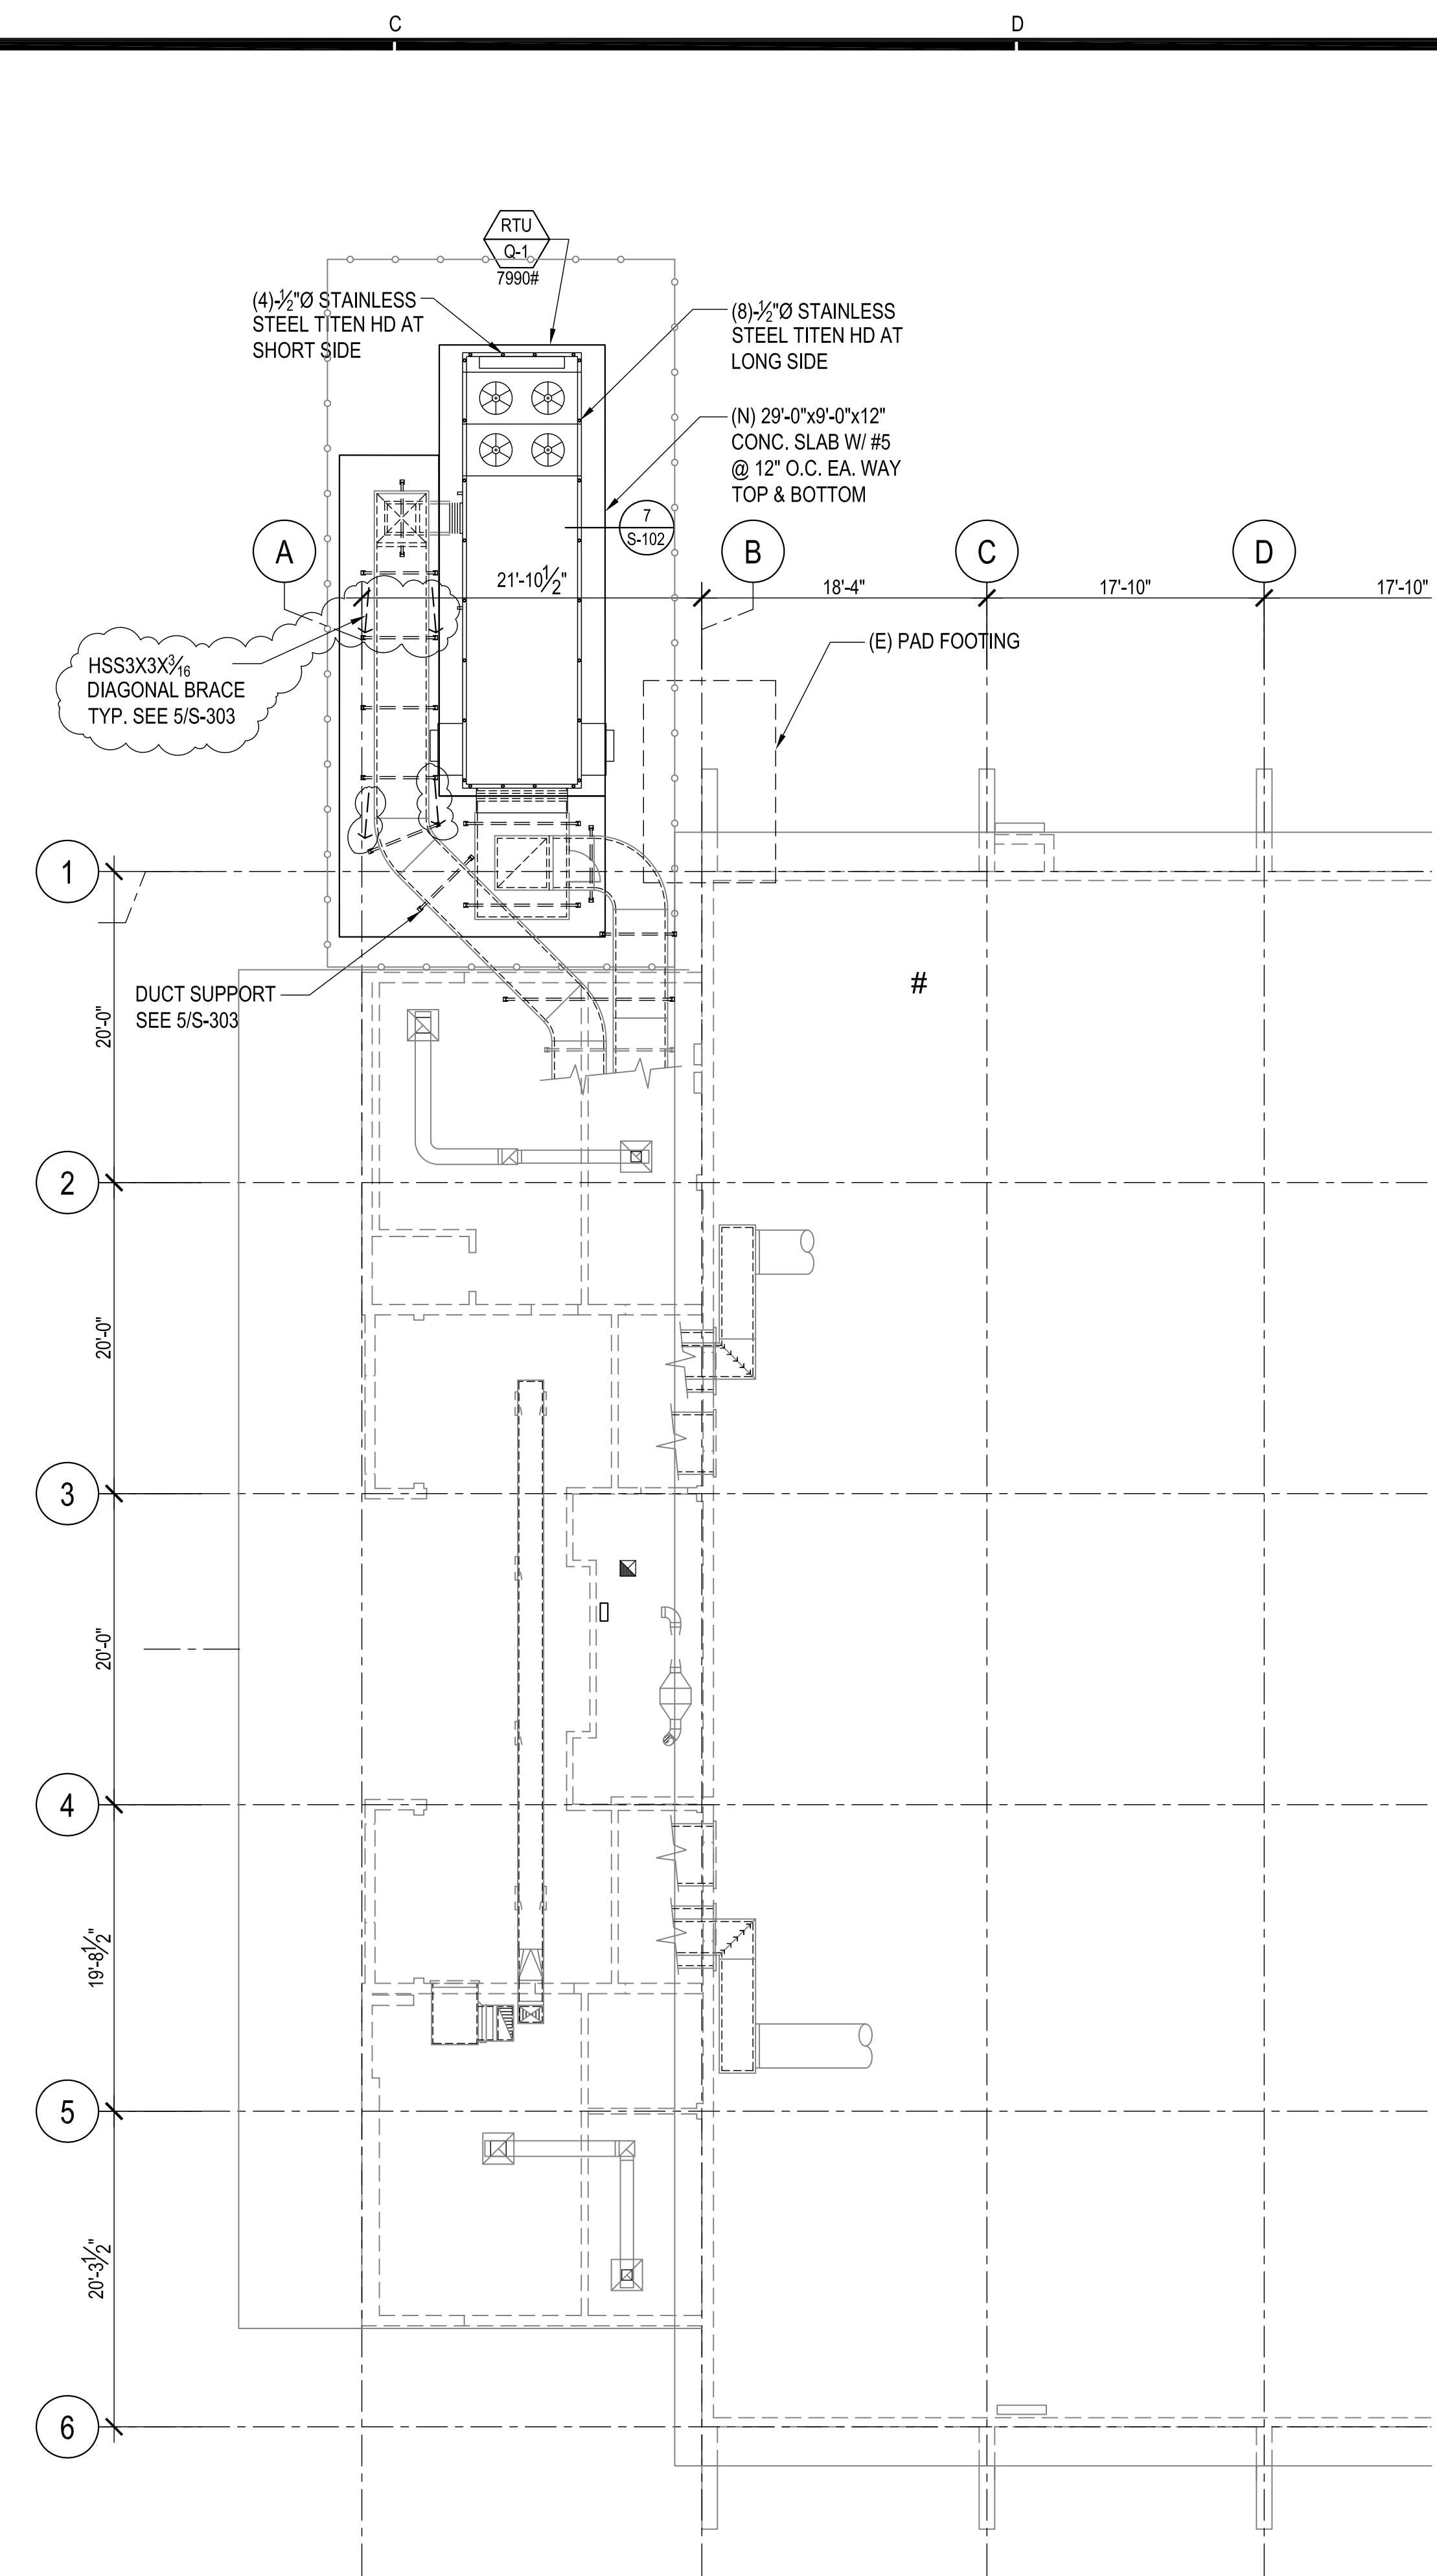 C
D
RTU
Q-1
7990#
(4)-½"Ø STAINLESS
STEEL TITEN HD AT
SHORT SIDE
(8)-½"Ø STAINLESS
STEEL TITEN HD AT
LONG SIDE
(N) 29'-0"x9'-0"x12"
CONC. SLAB W/ #5
@ 12" O.C. EA. WAY
TOP & BOTTOM
7
S-102
A
B
C
D
21'-10½"
18'-4"
17'-10"
17'-10"
(E) PAD FOOTING
HSS3X3X3⁄16
DIAGONAL BRACE
TYP. SEE 5/S-303
1
#
DUCT SUPPORT
SEE 5/S-303
20'-0"
2
20'-0"
3
20'-0"
4
19'-8½"
5
20'-3½"
6